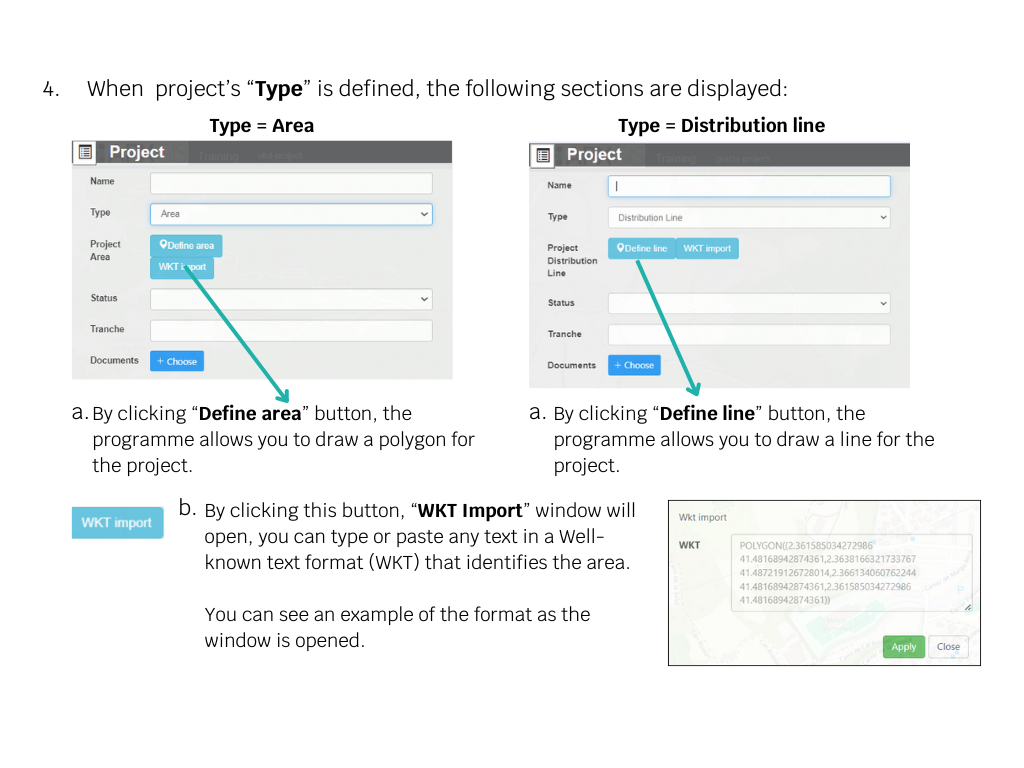 4. When project's “Type” is defined, the following sections are displayed:
Type = Area
Project
Name
Type
Area
Project
Area
Define area
WKT import
Status
Tranche
Documents
+ Choose
a. By clicking “Define area” button, the
programme allows you to draw a polygon for
the project.
Type = Distribution line
Project
Training
Name
Type
Distribution Line
Project
Distribution
Line
Define line
WKT import
Status
Tranche
Documents
+ Choose
a. By clicking “Define line” button, the
programme allows you to draw a line for the
project.
WKT import
b. By clicking this button, “WKT Import” window will
open, you can type or paste any text in a Well-
known text format (WKT) that identifies the area.
You can see an example of the format as the
window is opened.
Wkt import
WKT
POLYGON((2.361585034272986
41.48168942874361,2.3638166321733767
41.487219126728014,2.366134060762244
41.48168942874361,2.361585034272986
41.48168942874361))
Apply
Close